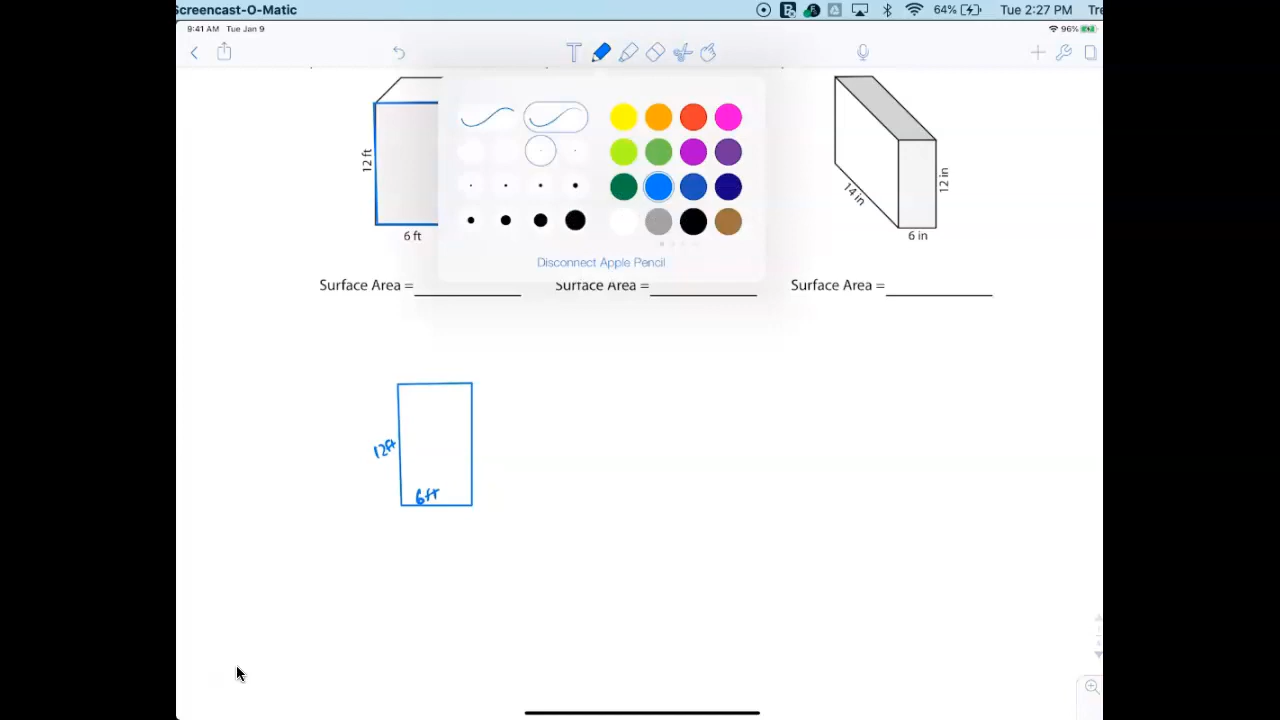 Screencast-O-Matic 64% Tue 2:27 PM Tre
9:41 AM Tue Jan 9 96%
T
12 ft
6 ft
14 in
12 in
6 in
Disconnect Apple Pencil
Surface Area = Surface Area = Surface Area =
12ft
6ft